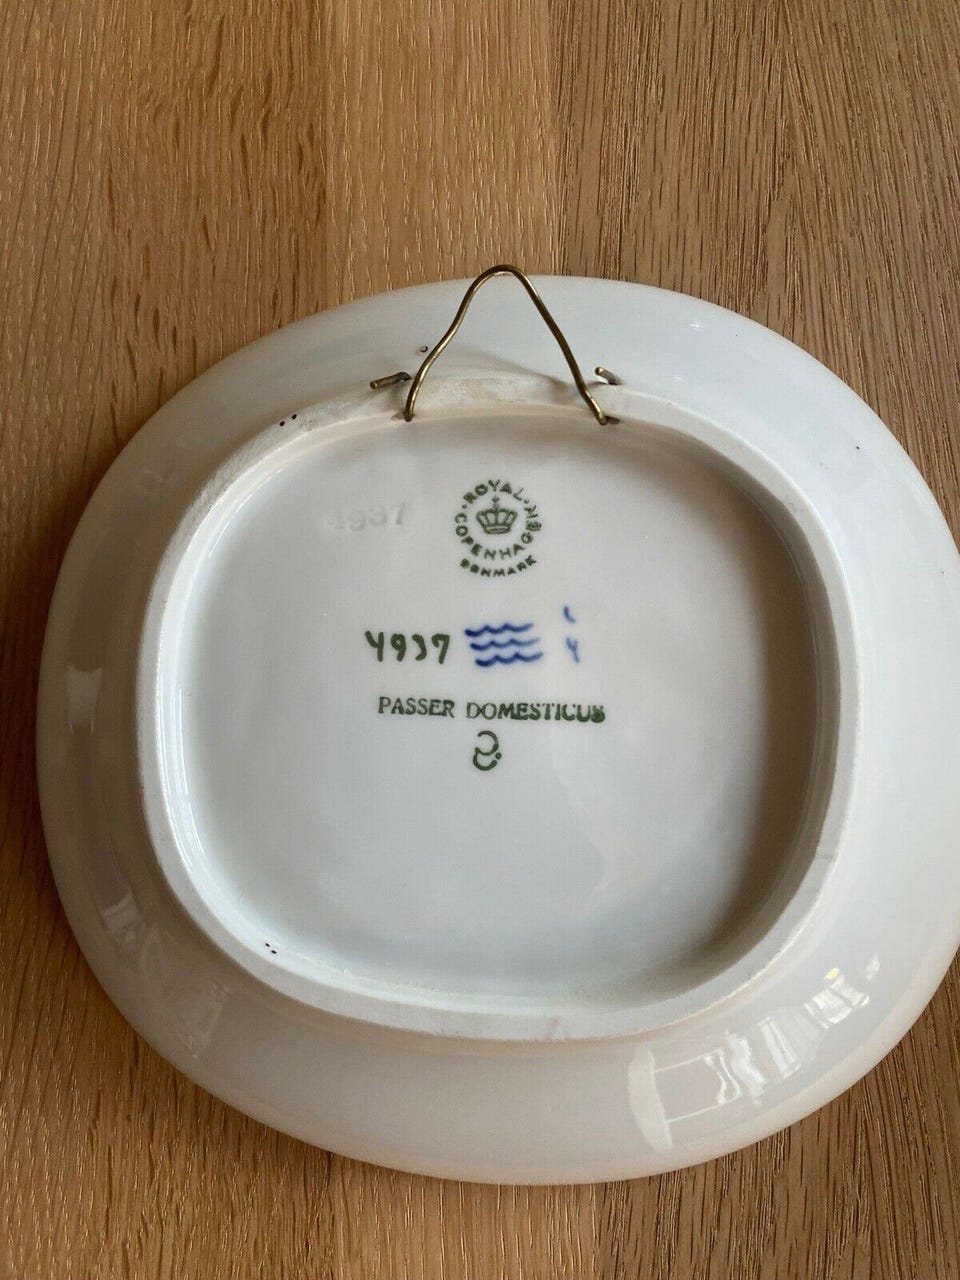 ROYAL
COPENHAGEN
DENMARK
4937
4937
PASSER DOMESTICUS